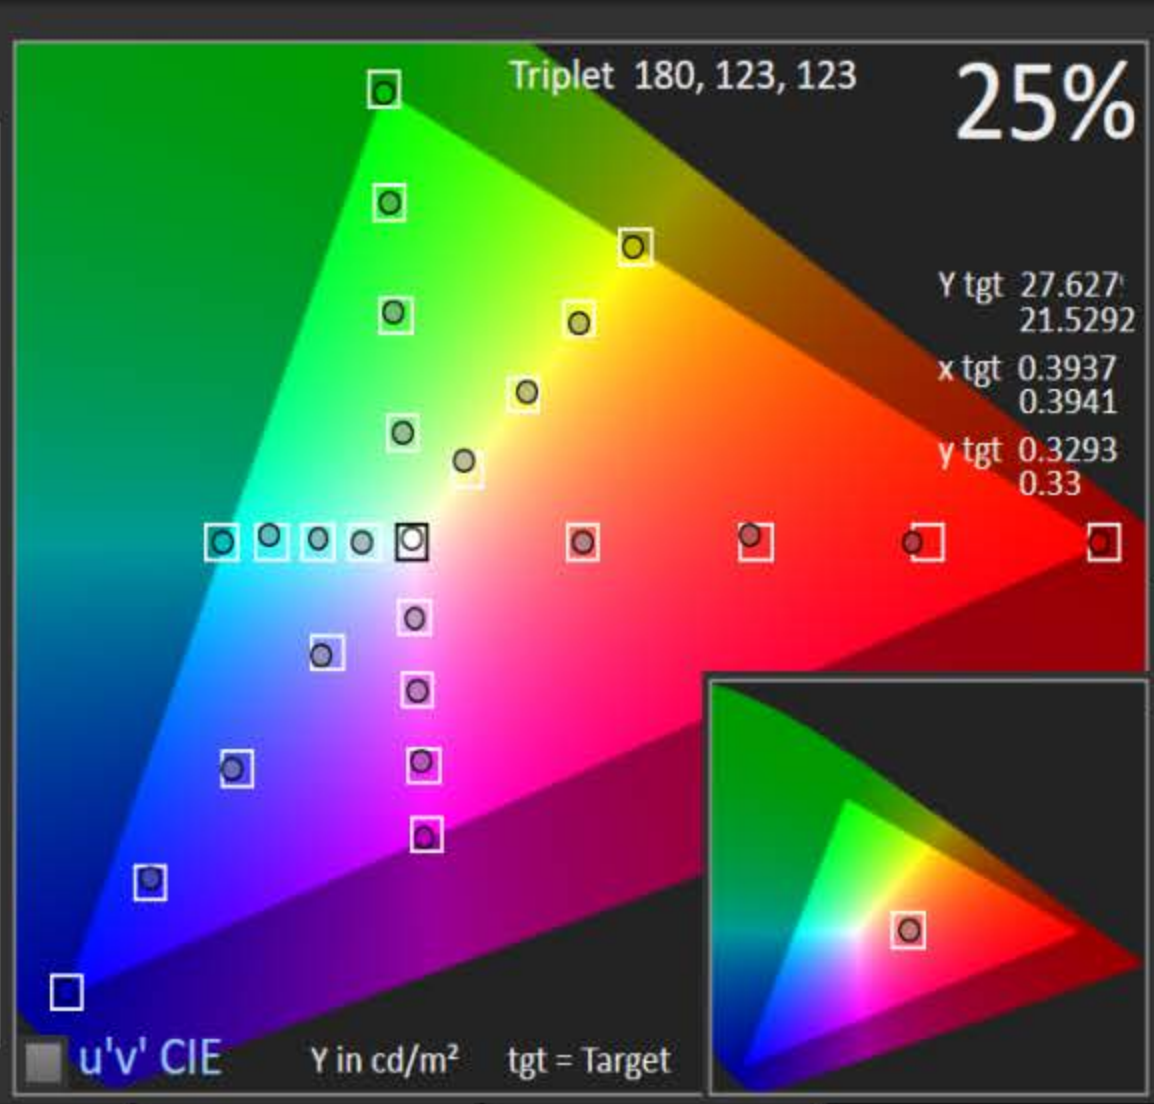 Triplet 180, 123, 123
25%
Y tgt 27.627
21.5292
x tgt 0.3937
0.3941
y tgt 0.3293
0.33
u'v' CIE
Y in cd/m²
tgt = Target